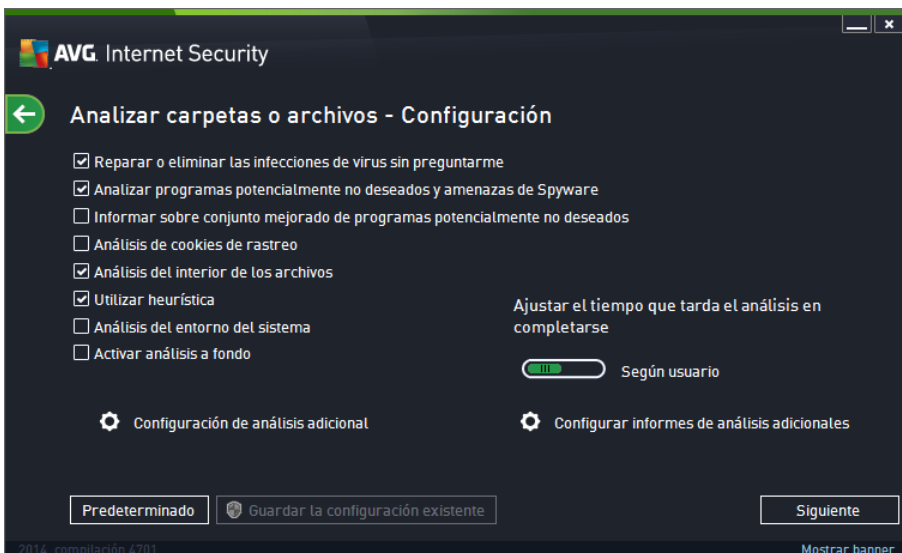 AVG. Internet Security
Analizar carpetas o archivos - Configuración
Reparar o eliminar las infecciones de virus sin preguntarme
Analizar programas potencialmente no deseados y amenazas de Spyware
Informar sobre conjunto mejorado de programas potencialmente no deseados
Análisis de cookies de rastreo
Análisis del interior de los archivos
Utilizar heurística
Análisis del entorno del sistema
Activar análisis a fondo
Ajustar el tiempo que tarda el análisis en
completarse
Según usuario
Configuración de análisis adicional
Configurar informes de análisis adicionales
Predeterminado
Guardar la configuración existente
Siguiente
2014 compilación 4701
Mostrar banner